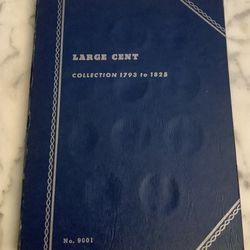 LARGE CENT
COLLECTION 1793 to 1825
No. 9001